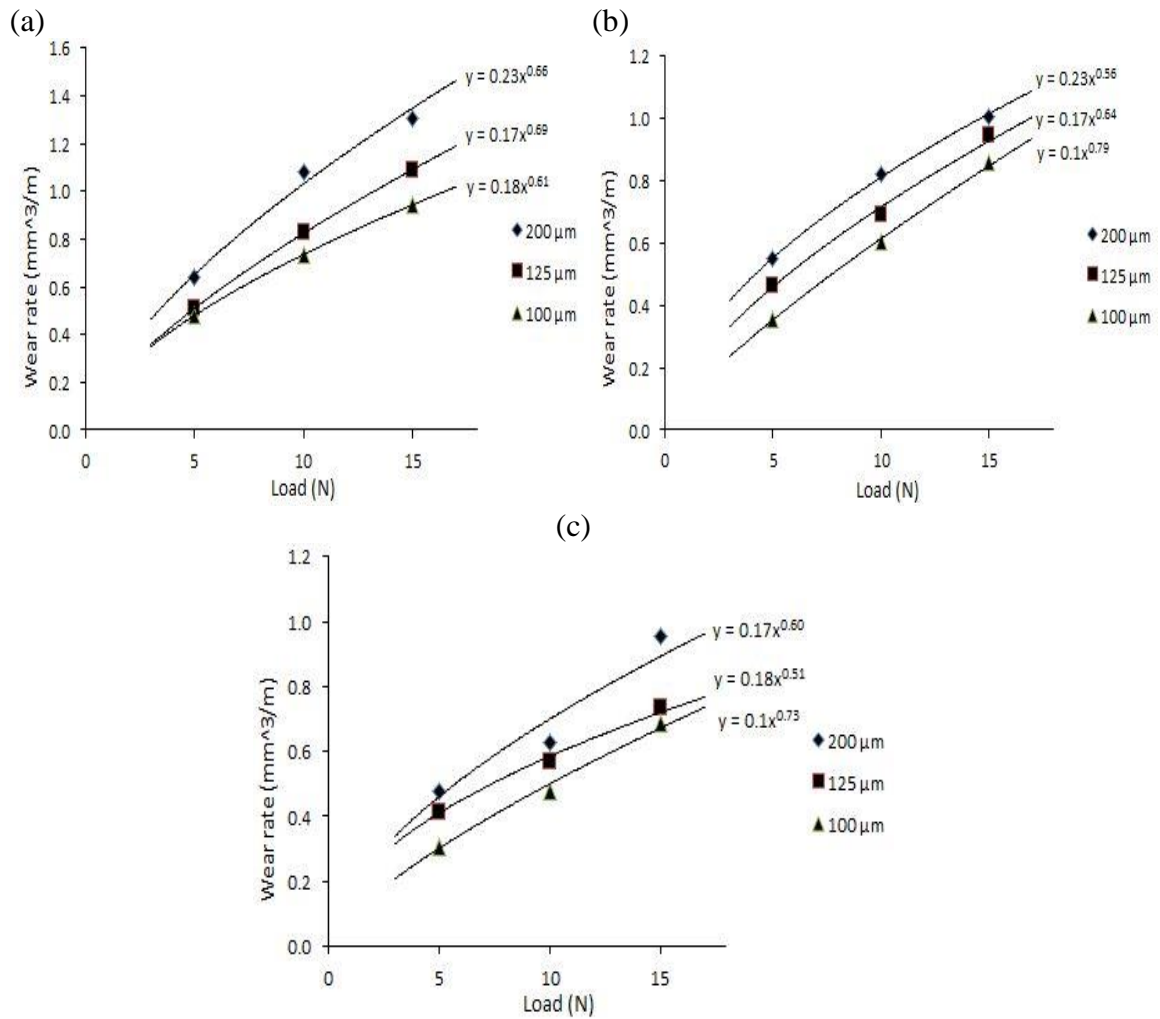 (a)
1.6
1.4
1.2
1.0
0.8
0.6
0.4
0.2
0.0
0 5 10 15
Load (N)
Wear rate (mm^3/m)
y = 0.23x^0.66
y = 0.17x^0.69
y = 0.18x^0.61
200 µm
125 µm
100 µm
(b)
1.2
1.0
0.8
0.6
0.4
0.2
0.0
0 5 10 15
Load (N)
Wear rate (mm^3/m)
y = 0.23x^0.56
y = 0.17x^0.64
y = 0.1x^0.79
200 µm
125 µm
100 µm
(c)
1.2
1.0
0.8
0.6
0.4
0.2
0.0
0 5 10 15
Load (N)
Wear rate (mm^3/m)
y = 0.17x^0.60
y = 0.18x^0.51
y = 0.1x^0.73
200 µm
125 µm
100 µm